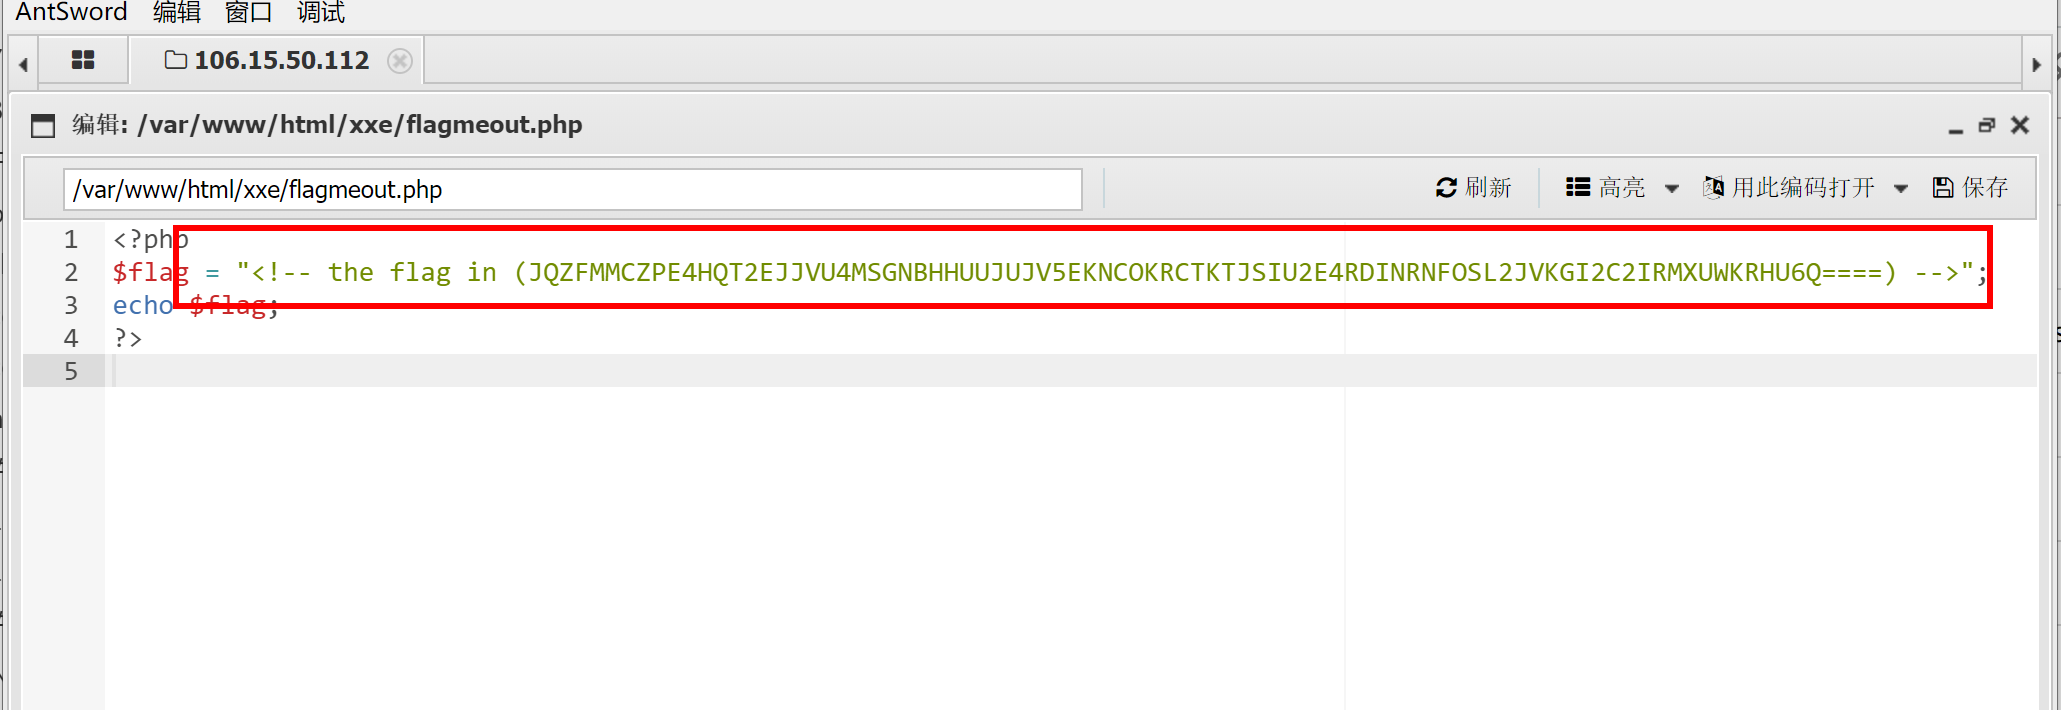 AntSword 编辑 窗口 调试
106.15.50.112
编辑: /var/www/html/xxe/flagmeout.php
/var/www/html/xxe/flagmeout.php 刷新 高亮 用此编码打开 保存
1 <?php
2 $flag = "<!-- the flag in (JQZFMMCZPE4HQT2EJJVU4MSGNBHHUUJUJV5EKNCOKRCTKTJSIU2E4RDINRNFOSL2JVKGI2C2IRMXUWKRHU6Q====) -->";
3 echo $flag;
4 ?>
5